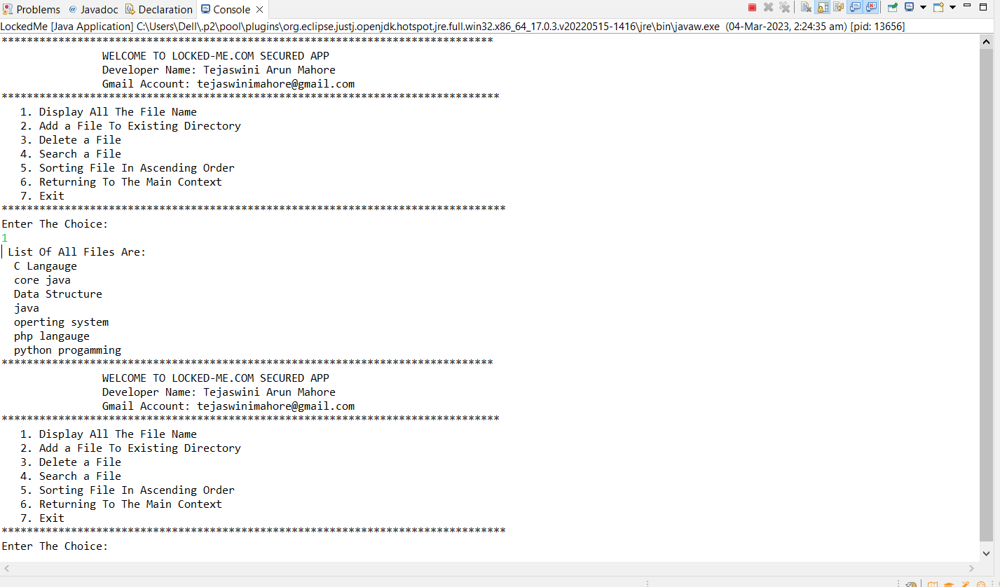 Problems @ Javadoc Declaration Console
LockedMe [Java Application] C:\Users\Dell\.p2\pool\plugins\org.eclipse.justj.openjdk.hotspot.jre.full.win32.x86_64_17.0.3.v20220515-1416\jre\bin\javaw.exe (04-Mar-2023, 2:24:35 am) [pid: 13656]
******************************************************************************
WELCOME TO LOCKED-ME.COM SECURED APP
Developer Name: Tejaswini Arun Mahore
Gmail Account: tejaswinimahore@gmail.com
*******************************************************************************
1. Display All The File Name
2. Add a File To Existing Directory
3. Delete a File
4. Search a File
5. Sorting File In Ascending Order
6. Returning To The Main Context
7. Exit
********************************************************************************
Enter The Choice:
1
List Of All Files Are:
C Langauge
core java
Data Structure
java
operting system
php langauge
python progamming
******************************************************************************
WELCOME TO LOCKED-ME.COM SECURED APP
Developer Name: Tejaswini Arun Mahore
Gmail Account: tejaswinimahore@gmail.com
*******************************************************************************
1. Display All The File Name
2. Add a File To Existing Directory
3. Delete a File
4. Search a File
5. Sorting File In Ascending Order
6. Returning To The Main Context
7. Exit
********************************************************************************
Enter The Choice: